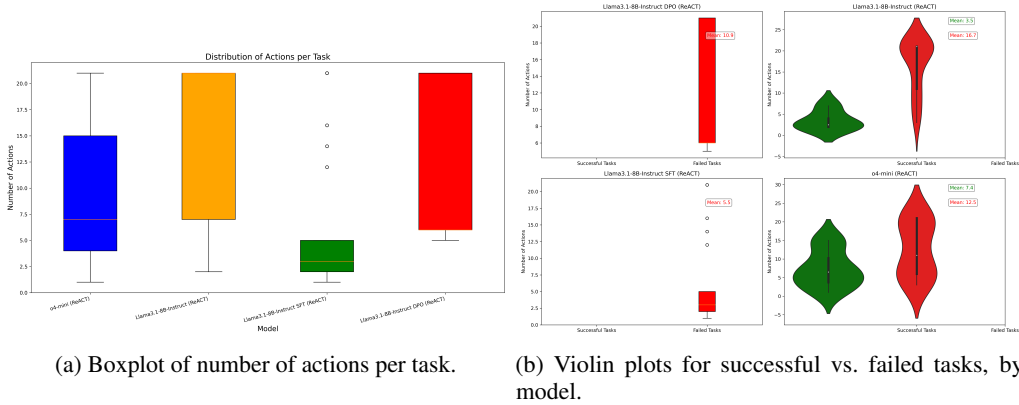 Distribution of Actions per Task
Number of Actions
20.0
17.5
15.0
12.5
10.0
7.5
5.0
2.5
0.0
o4-mini (ReACT)
Llama3.1-8B-Instruct (ReACT)
Llama3.1-8B-Instruct SFT (ReACT)
Llama3.1-8B-Instruct DPO (ReACT)
Model
(a) Boxplot of number of actions per task.
Llama3.1-8B-Instruct DPO (ReACT)
Number of Actions
20
18
16
14
12
10
8
6
Mean: 10.9
Successful Tasks
Failed Tasks
Llama3.1-8B-Instruct (ReACT)
Number of Actions
25
20
15
10
5
0
−5
Mean: 3.5
Mean: 16.7
Successful Tasks
Failed Tasks
Llama3.1-8B-Instruct SFT (ReACT)
Number of Actions
20.0
17.5
15.0
12.5
10.0
7.5
5.0
2.5
0.0
Mean: 5.5
Successful Tasks
Failed Tasks
o4-mini (ReACT)
Number of Actions
30
25
20
15
10
5
0
−5
Mean: 7.4
Mean: 12.5
Successful Tasks
Failed Tasks
(b) Violin plots for successful vs. failed tasks, by
model.